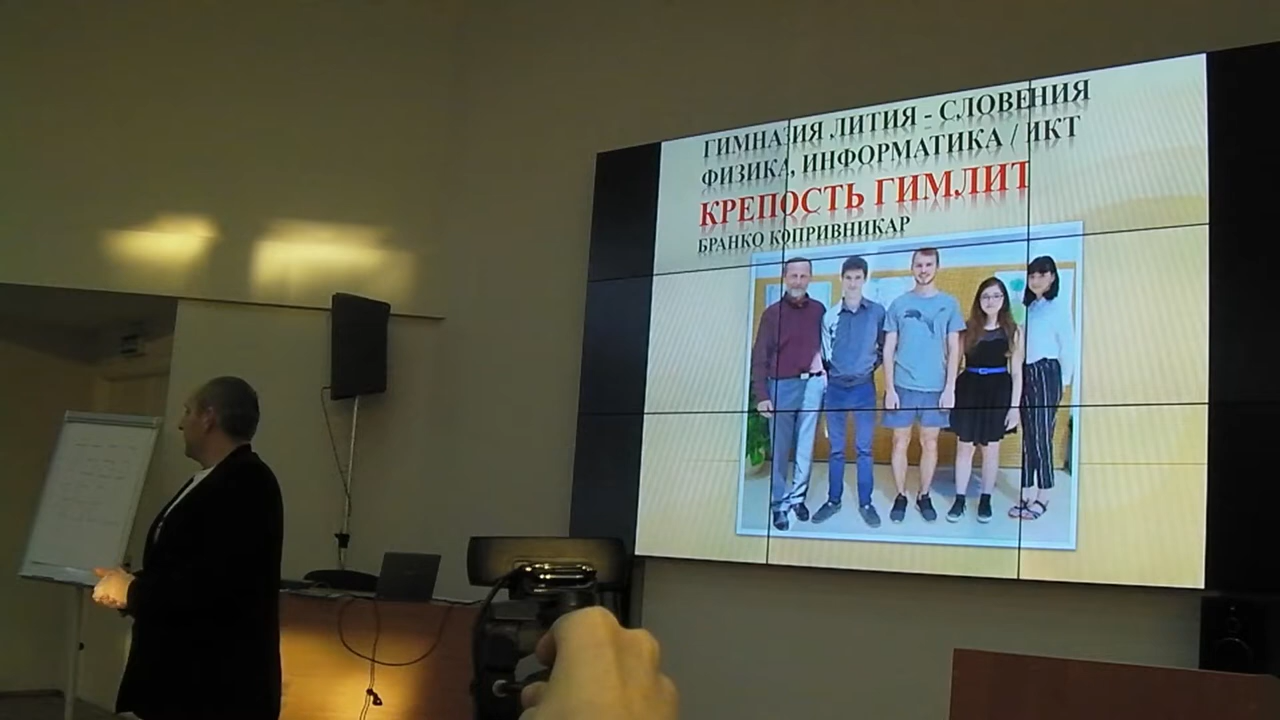 ГИМНАЗИЯ ЛИТИЯ - СЛОВЕНИЯ
ФИЗИКА, ИНФОРМАТИКА / ИКТ
КРЕПОСТЬ ГИМЛИТ
БРАНКО КОПРИВНИКАР